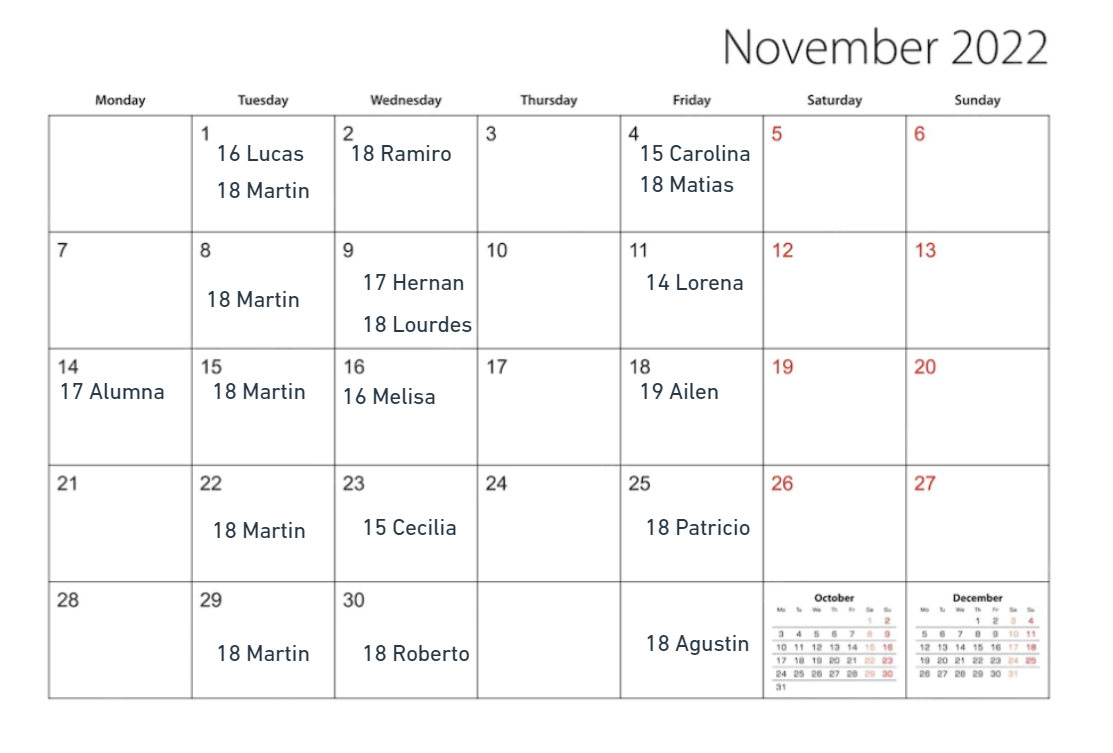 November 2022
Monday Tuesday Wednesday Thursday Friday Saturday Sunday
1 2 3 4 5 6
16 Lucas 18 Ramiro 15 Carolina
18 Martin 18 Matias
7 8 9 10 11 12 13
17 Hernan 14 Lorena
18 Martin
18 Lourdes
14 15 16 17 18 19 20
17 Alumna 18 Martin 16 Melisa 19 Ailen
21 22 23 24 25 26 27
18 Martin 15 Cecilia 18 Patricio
28 29 30
18 Martin 18 Roberto 18 Agustin
October
Mo Tu We Th Fr Sa Su
1 2
3 4 5 6 7 8 9
10 11 12 13 14 15 16
17 18 19 20 21 22 23
24 25 26 27 28 29 30
31
December
Mo Tu We Th Fr Sa Su
1 2 3 4
5 6 7 8 9 10 11
12 13 14 15 16 17 18
19 20 21 22 23 24 25
26 27 28 29 30 31